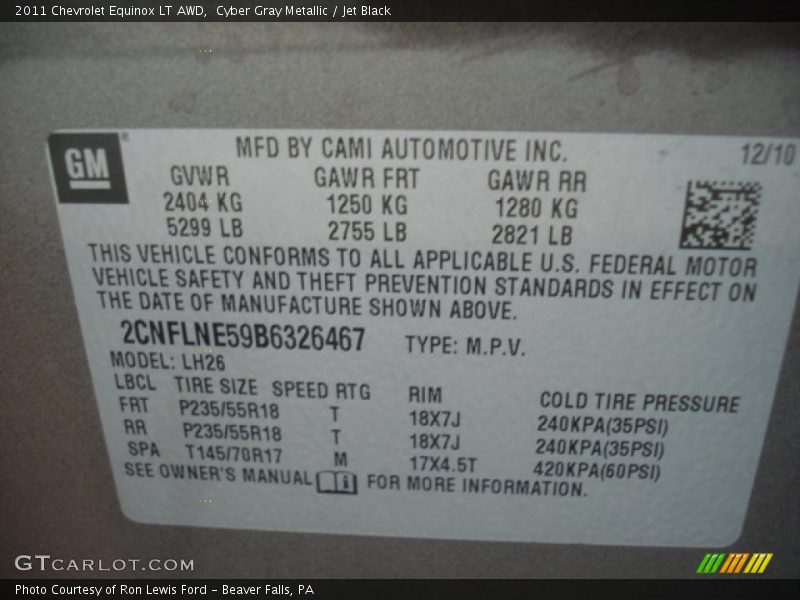 2011 Chevrolet Equinox LT AWD,  Cyber Gray Metallic / Jet Black
GM
MFD BY CAMI AUTOMOTIVE INC. 12/10
GVWR GAWR FRT GAWR RR
2404 KG 1250 KG 1280 KG
5299 LB 2755 LB 2821 LB
THIS VEHICLE CONFORMS TO ALL APPLICABLE U.S. FEDERAL MOTOR
VEHICLE SAFETY AND THEFT PREVENTION STANDARDS IN EFFECT ON
THE DATE OF MANUFACTURE SHOWN ABOVE.
2CNFLNE59B6326467 TYPE: M.P.V.
MODEL: LH26
LBCL TIRE SIZE SPEED RTG RIM COLD TIRE PRESSURE
FRT P235/55R18 T 18X7J 240KPA(35PSI)
RR P235/55R18 T 18X7J 240KPA(35PSI)
SPA T145/70R17 M 17X4.5T 420KPA(60PSI)
SEE OWNER'S MANUAL FOR MORE INFORMATION.
GTCARLOT.COM
Photo Courtesy of Ron Lewis Ford - Beaver Falls, PA